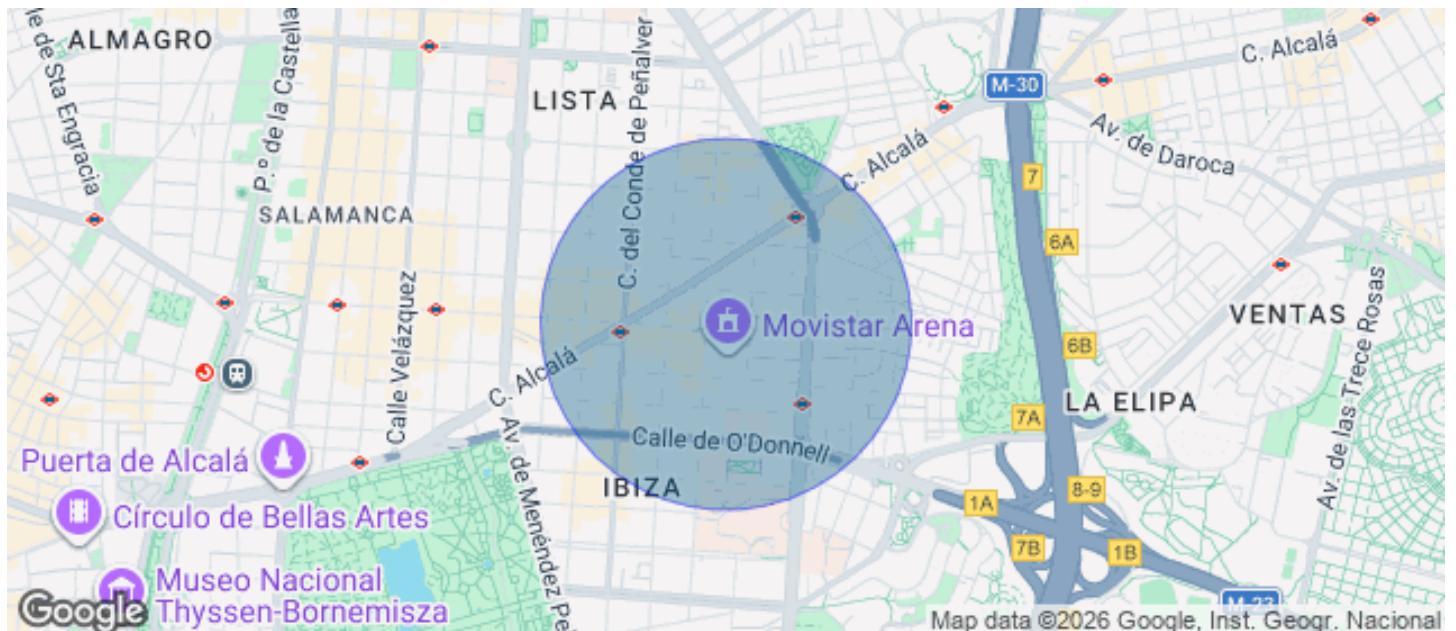 ALMAGRO
C. Alcalá
M-30
LISTA
le de Sta Engracia
P.º de la Castella
C. del Conde de Peñalver
Av. de Daroca
C. Alcalá
7
SALAMANCA
6A
Calle Velázquez
VENTAS
Movistar Arena
6B
C. Alcalá
LA ELIPA
Av. de las Trece Rosas
7A
Calle de O'Donnell
Puerta de Alcalá
IBIZA
8-9
1A
Av. de Menéndez Pe
Círculo de Bellas Artes
7B
1B
Museo Nacional
Thyssen-Bornemisza
M-23
Google
Map data ©2026 Google, Inst. Geogr. Nacional